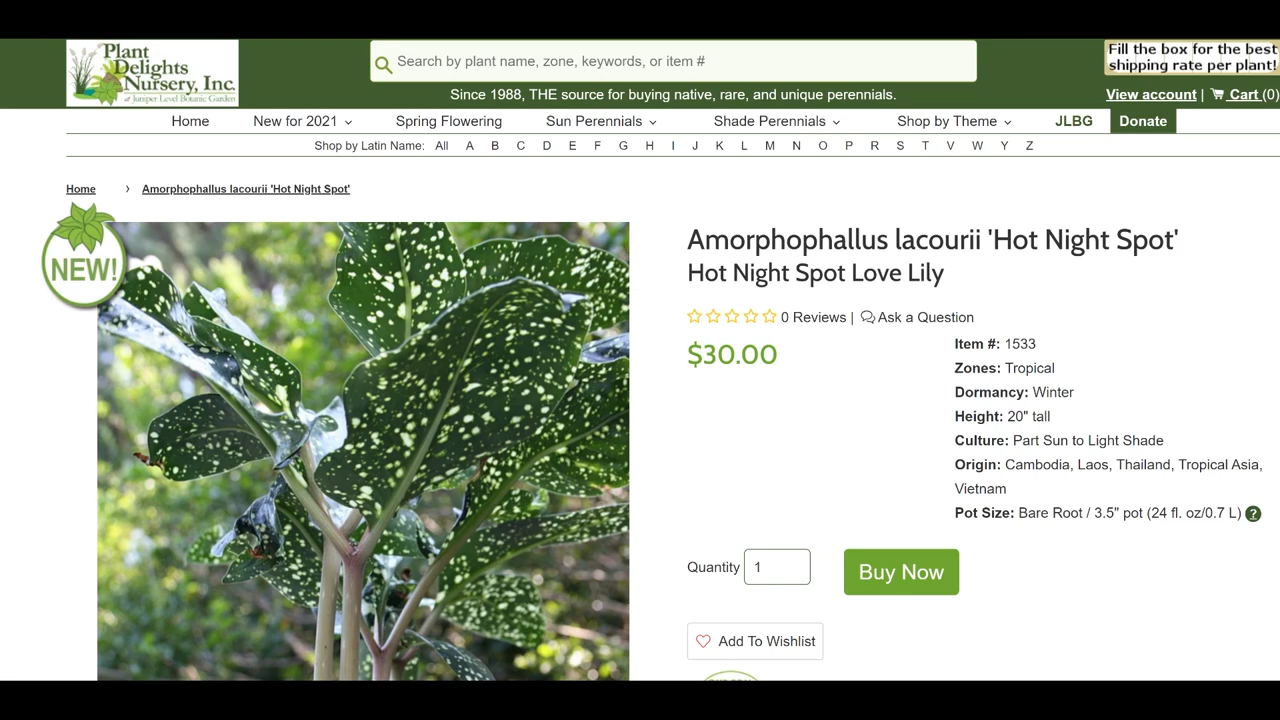 Plant
Delights
Nursery, Inc.
at Juniper Level Botanic Garden
Search by plant name, zone, keywords, or item #
Fill the box for the best
shipping rate per plant!
Since 1988, THE source for buying native, rare, and unique perennials.
View account | Cart (0)
Home New for 2021 Spring Flowering Sun Perennials Shade Perennials Shop by Theme JLBG Donate
Shop by Latin Name: All A B C D E F G H I J K L M N O P R S T V W Y Z
Home › Amorphophallus lacourii 'Hot Night Spot'
NEW!
Amorphophallus lacourii 'Hot Night Spot'
Hot Night Spot Love Lily
0 Reviews | Ask a Question
$30.00
Item #: 1533
Zones: Tropical
Dormancy: Winter
Height: 20" tall
Culture: Part Sun to Light Shade
Origin: Cambodia, Laos, Thailand, Tropical Asia,
Vietnam
Pot Size: Bare Root / 3.5" pot (24 fl. oz/0.7 L) ?
Quantity 1
Buy Now
Add To Wishlist